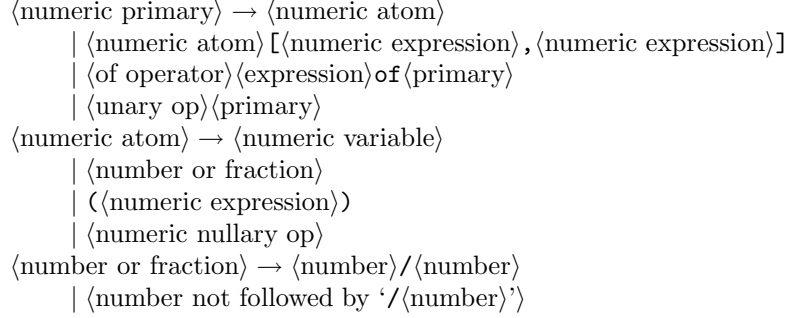 ⟨numeric primary⟩ → ⟨numeric atom⟩
| ⟨numeric atom⟩[⟨numeric expression⟩,⟨numeric expression⟩]
| ⟨of operator⟩⟨expression⟩of⟨primary⟩
| ⟨unary op⟩⟨primary⟩
⟨numeric atom⟩ → ⟨numeric variable⟩
| ⟨number or fraction⟩
| (⟨numeric expression⟩)
| ⟨numeric nullary op⟩
⟨number or fraction⟩ → ⟨number⟩/⟨number⟩
| ⟨number not followed by ‘/⟨number⟩’⟩